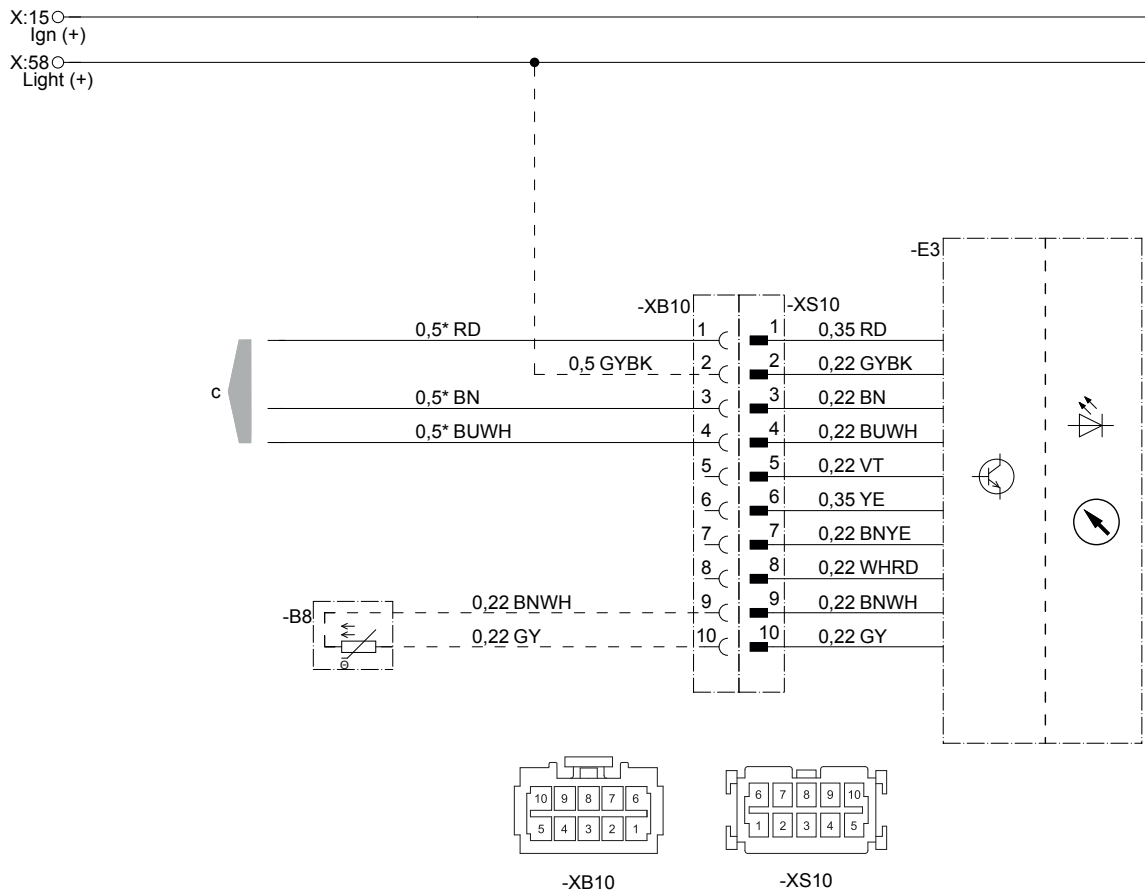 X:15
Ign (+)
X:58
Light (+)
-E3
-XB10
-XS10
0,5* RD
1
1
0,35 RD
0,5 GYBK
2
2
0,22 GYBK
c
0,5* BN
3
3
0,22 BN
0,5* BUWH
4
4
0,22 BUWH
5
5
0,22 VT
6
6
0,35 YE
7
7
0,22 BNYE
8
8
0,22 WHRD
-B8
0,22 BNWH
9
9
0,22 BNWH
0,22 GY
10
10
0,22 GY
Θ
10 9 8 7 6
5 4 3 2 1
-XB10
6 7 8 9 10
1 2 3 4 5
-XS10